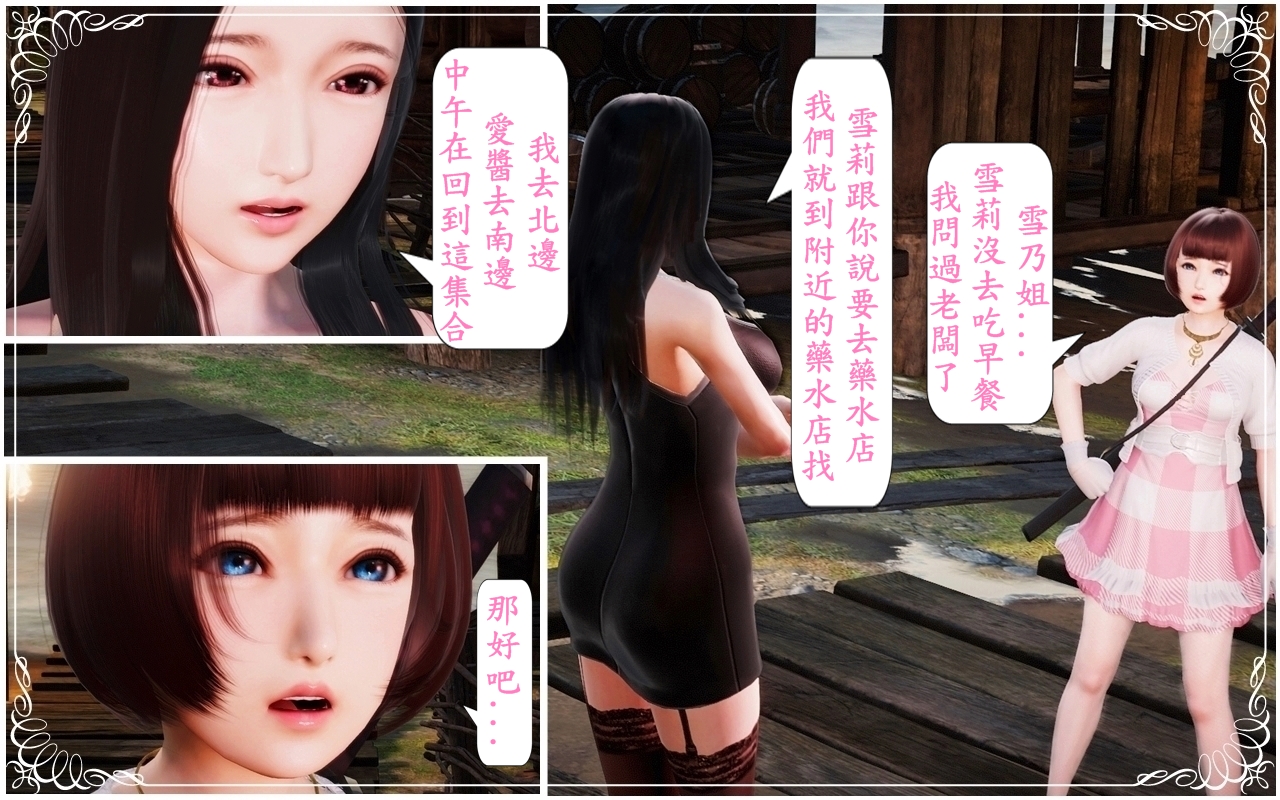 雪乃姐...
雪莉沒去吃早餐
我問過老闆了
雪莉跟你說要去藥水店
我們就到附近的藥水店找
我去北邊
愛醬去南邊
中午在回到這集合
那好吧...